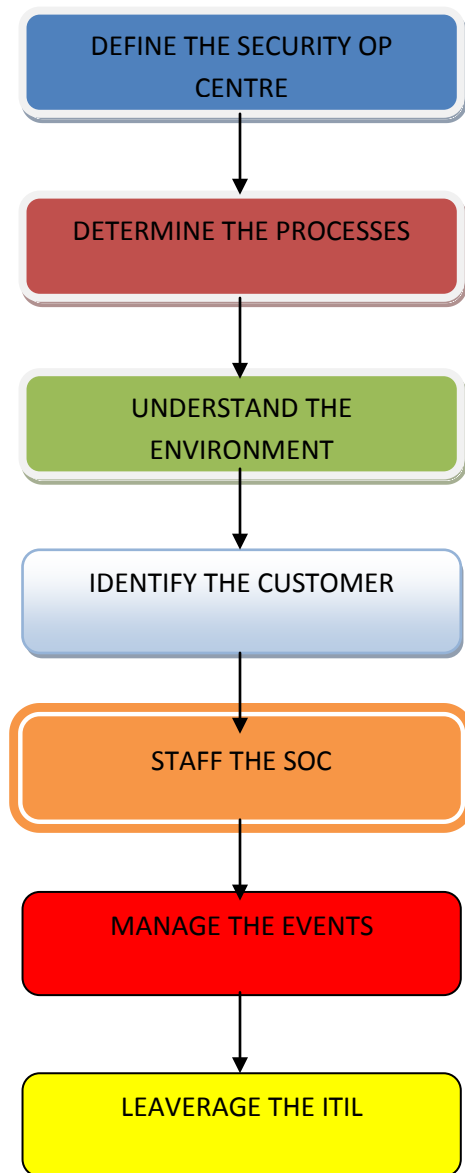 DEFINE THE SECURITY OP
CENTRE
DETERMINE THE PROCESSES
UNDERSTAND THE
ENVIRONMENT
IDENTIFY THE CUSTOMER
STAFF THE SOC
MANAGE THE EVENTS
LEAVERAGE THE ITIL